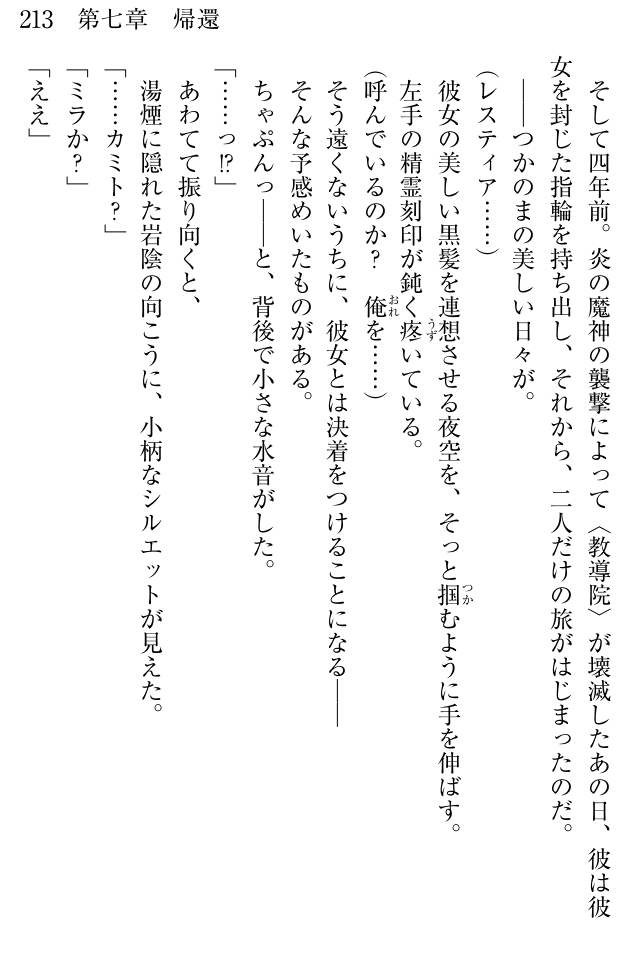 213　第七章　帰還
　そして四年前。炎の魔神の襲撃によって〈教導院〉が壊滅したあの日、彼は彼
女を封じた指輪を持ち出し、それから、二人だけの旅がはじまったのだ。
　――つかのまの美しい日々が。
（レスティア……）
　彼女の美しい黒髪を連想させる夜空を、そっと掴むように手を伸ばす。
　左手の精霊刻印が鈍く疼いている。
（呼んでいるのか？　俺を……）
　そう遠くないうちに、彼女とは決着をつけることになる――
　そんな予感めいたものがある。
　ちゃぷんっ――と、背後で小さな水音がした。
「……っ!?」
　あわてて振り向くと、
　湯煙に隠れた岩陰の向こうに、小柄なシルエットが見えた。
「……カミト？」
「ミラか？」
「ええ」